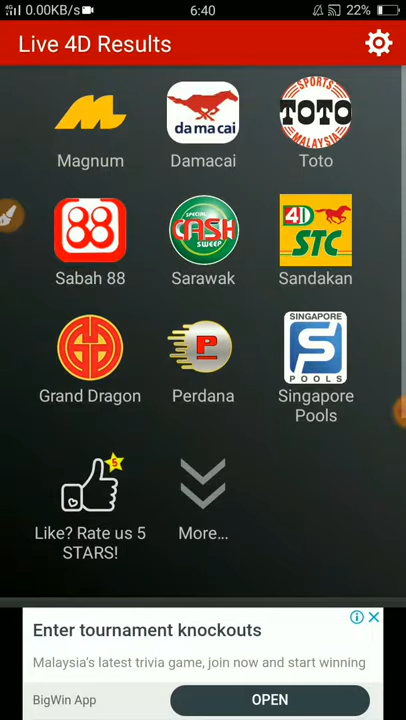 4G 0.00KB/s 6:40 22%
Live 4D Results
da ma cai
SPORTS
TOTO
MALAYSIA
Magnum Damacai Toto
88
SPECIAL
CASH
SWEEP
4D
STC
Sabah 88 Sarawak Sandakan
P
SINGAPORE
POOLS
Grand Dragon Perdana Singapore
Pools
5
Like? Rate us 5
STARS!
More...
Enter tournament knockouts
Malaysia's latest trivia game, join now and start winning
BigWin App OPEN